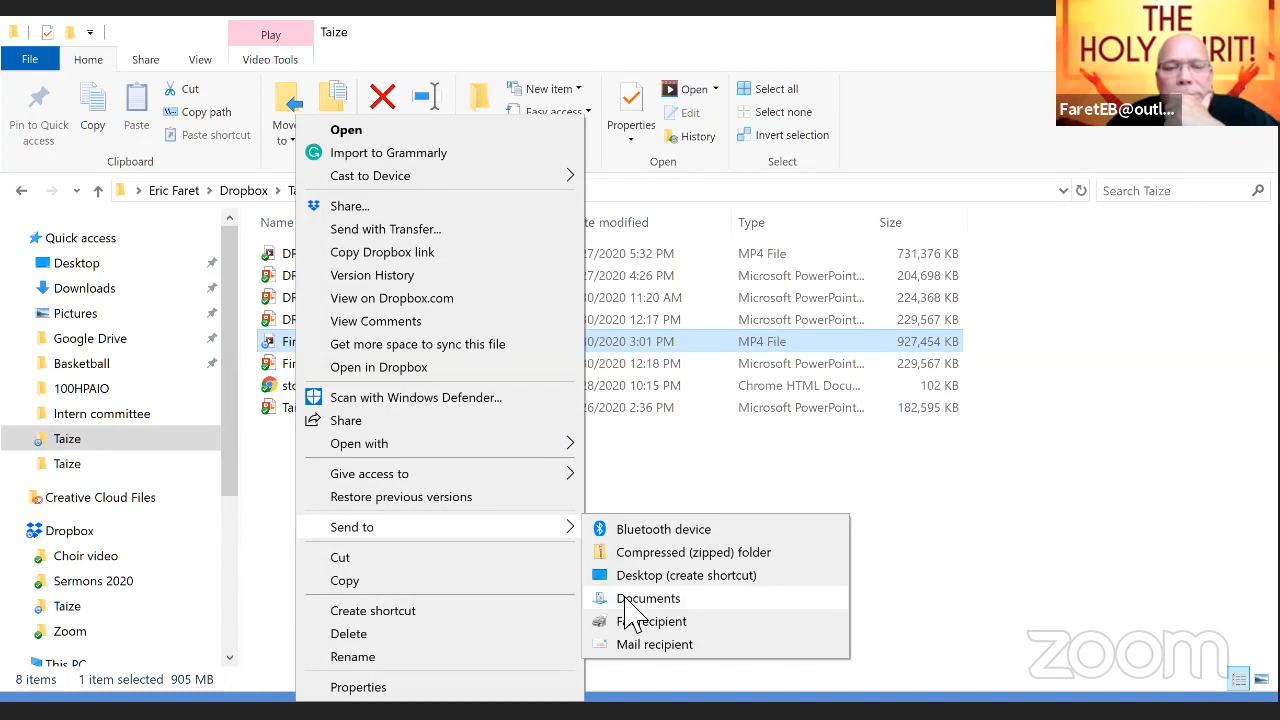 Play
Taize
THE
HOLY SPIRIT!
File
Home
Share
View
Video Tools
Cut
Copy path
Paste shortcut
Pin to Quick
access
Copy
Paste
Clipboard
Move
to
New item
Easy access
Properties
Open
Edit
History
Open
Select all
Select none
Invert selection
Select
FaretEB@outl...
Eric Faret > Dropbox > Ta
Search Taize
Name
Type
Size
Quick access
Desktop
Downloads
Pictures
Google Drive
Basketball
100HPAIO
Intern committee
Taize
Taize
Creative Cloud Files
Dropbox
Choir video
Sermons 2020
Taize
Zoom
This PC
27/2020 5:32 PM MP4 File 731,376 KB
27/2020 4:26 PM Microsoft PowerPoint... 204,698 KB
30/2020 11:20 AM Microsoft PowerPoint... 224,368 KB
30/2020 12:17 PM Microsoft PowerPoint... 229,567 KB
30/2020 3:01 PM MP4 File 927,454 KB
30/2020 12:18 PM Microsoft PowerPoint... 229,567 KB
28/2020 10:15 PM Chrome HTML Docu... 102 KB
26/2020 2:36 PM Microsoft PowerPoint... 182,595 KB
Open
Import to Grammarly
Cast to Device
Share...
Send with Transfer...
Copy Dropbox link
Version History
View on Dropbox.com
View Comments
Get more space to sync this file
Open in Dropbox
Scan with Windows Defender...
Share
Open with
Give access to
Restore previous versions
Send to
Cut
Copy
Create shortcut
Delete
Rename
Properties
Bluetooth device
Compressed (zipped) folder
Desktop (create shortcut)
Documents
recipient
Mail recipient
zoom
8 items 1 item selected 905 MB